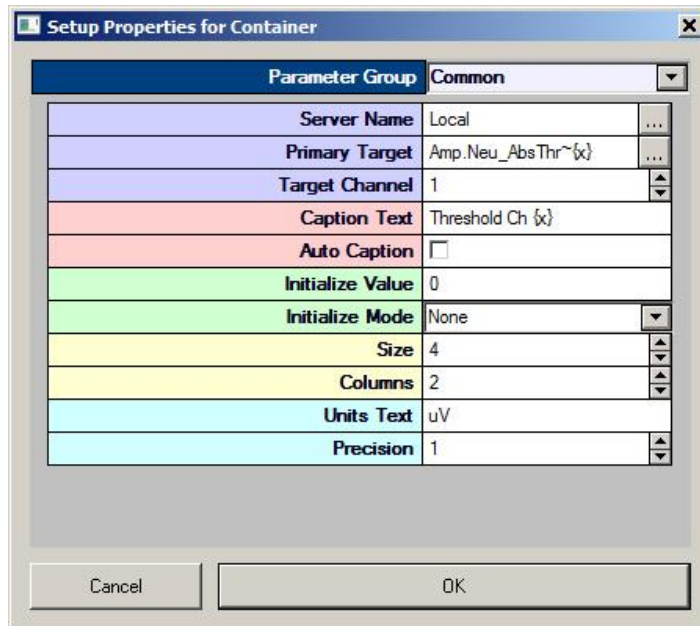 Setup Properties for Container
Parameter Group Common
Server Name Local ...
Primary Target Amp.Neu_AbsThr~{x} ...
Target Channel 1
Caption Text Threshold Ch {x}
Auto Caption
Initialize Value 0
Initialize Mode None
Size 4
Columns 2
Units Text uV
Precision 1
Cancel OK